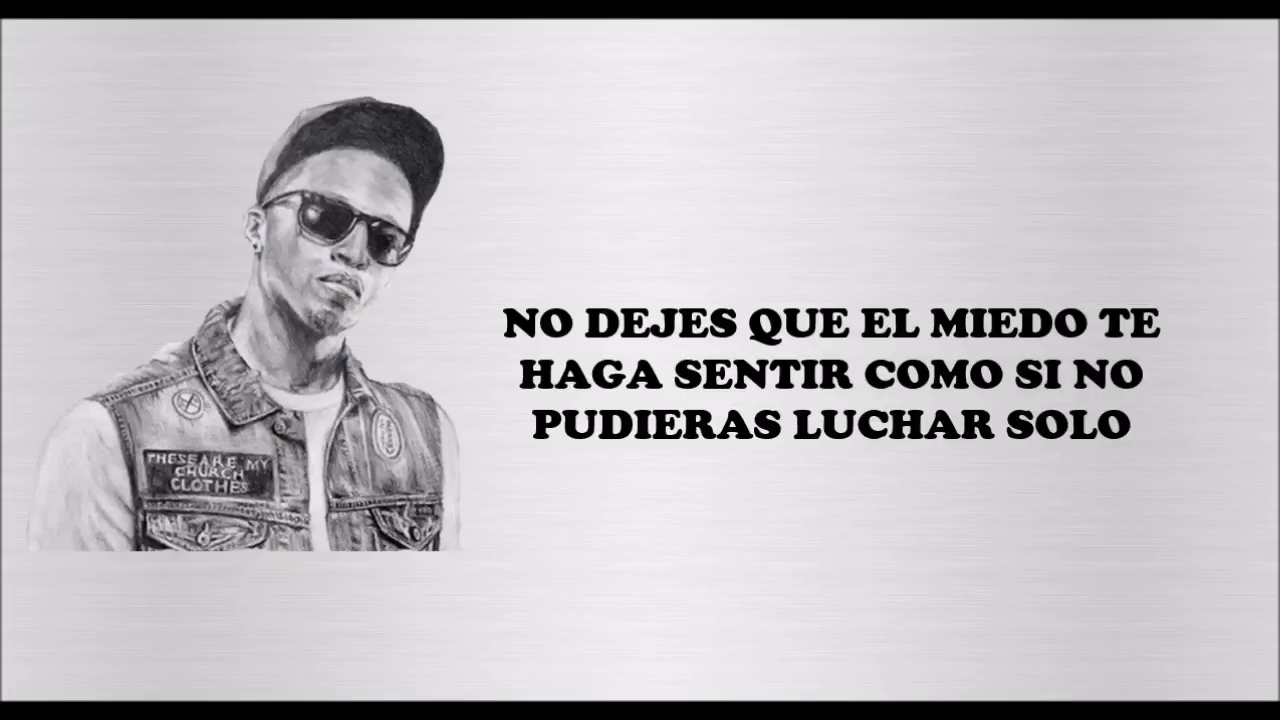 NO DEJES QUE EL MIEDO TE
HAGA SENTIR COMO SI NO
PUDIERAS LUCHAR SOLO
THESE ARE MY
CHURCH
CLOTHES